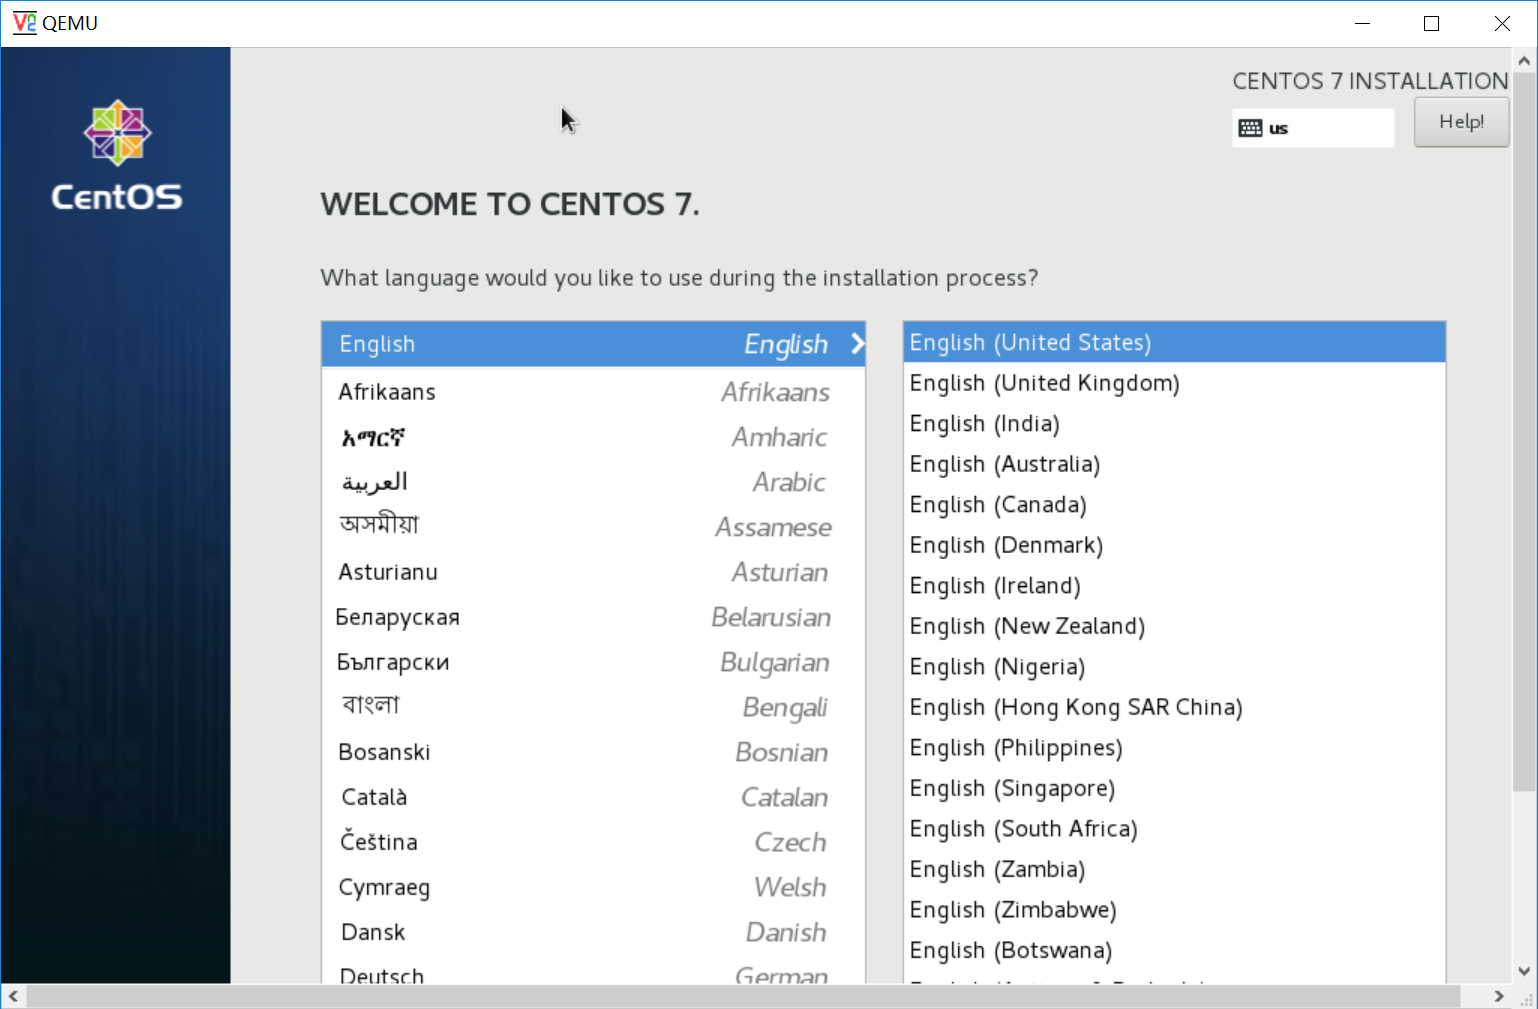 QEMU
CentOS
CENTOS 7 INSTALLATION
us
Help!
WELCOME TO CENTOS 7.
What language would you like to use during the installation process?
English English
Afrikaans Afrikaans
አማርኛ Amharic
العربية Arabic
অসমীয়া Assamese
Asturianu Asturian
Беларуская Belarusian
Български Bulgarian
বাংলা Bengali
Bosanski Bosnian
Català Catalan
Čeština Czech
Cymraeg Welsh
Dansk Danish
Deutsch German
English (United States)
English (United Kingdom)
English (India)
English (Australia)
English (Canada)
English (Denmark)
English (Ireland)
English (New Zealand)
English (Nigeria)
English (Hong Kong SAR China)
English (Philippines)
English (Singapore)
English (South Africa)
English (Zambia)
English (Zimbabwe)
English (Botswana)